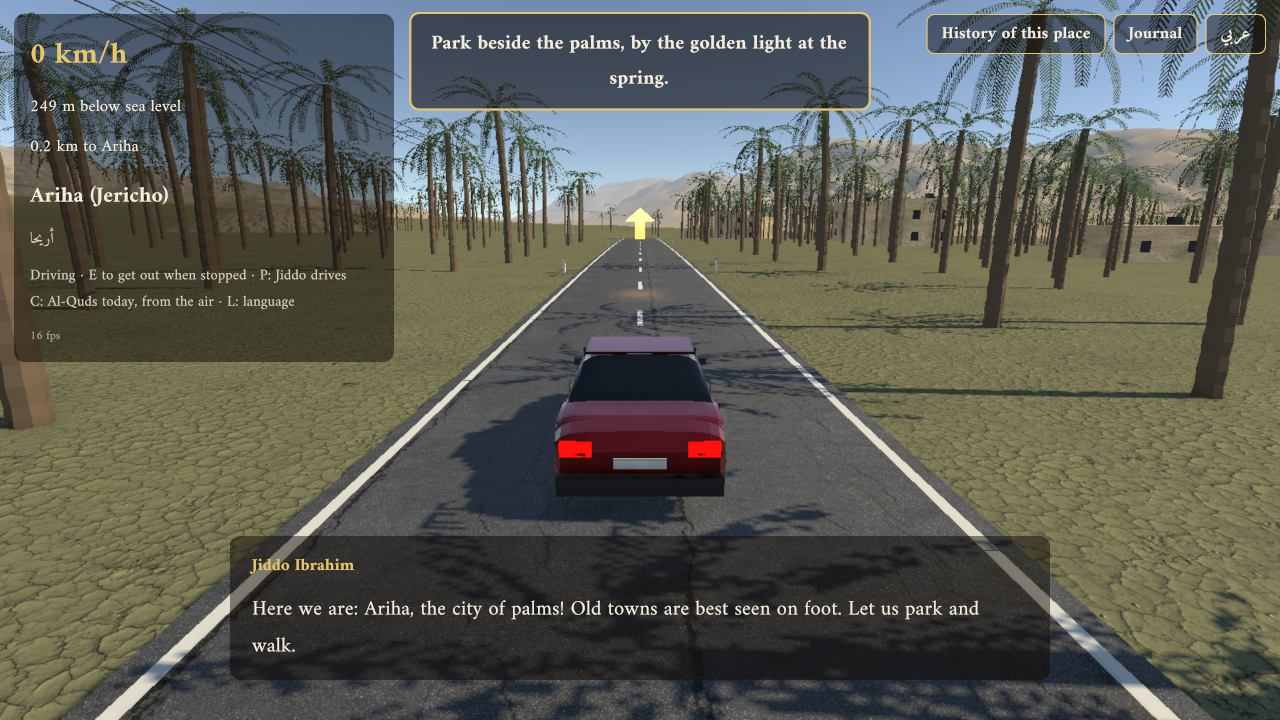 0 km/h
249 m below sea level
0.2 km to Ariha
Ariha (Jericho)
أريحا
Driving · E to get out when stopped · P: Jiddo drives
C: Al-Quds today, from the air · L: language
16 fps
Park beside the palms, by the golden light at the
spring.
History of this place
Journal
عربي
Jiddo Ibrahim
Here we are: Ariha, the city of palms! Old towns are best seen on foot. Let us park and
walk.